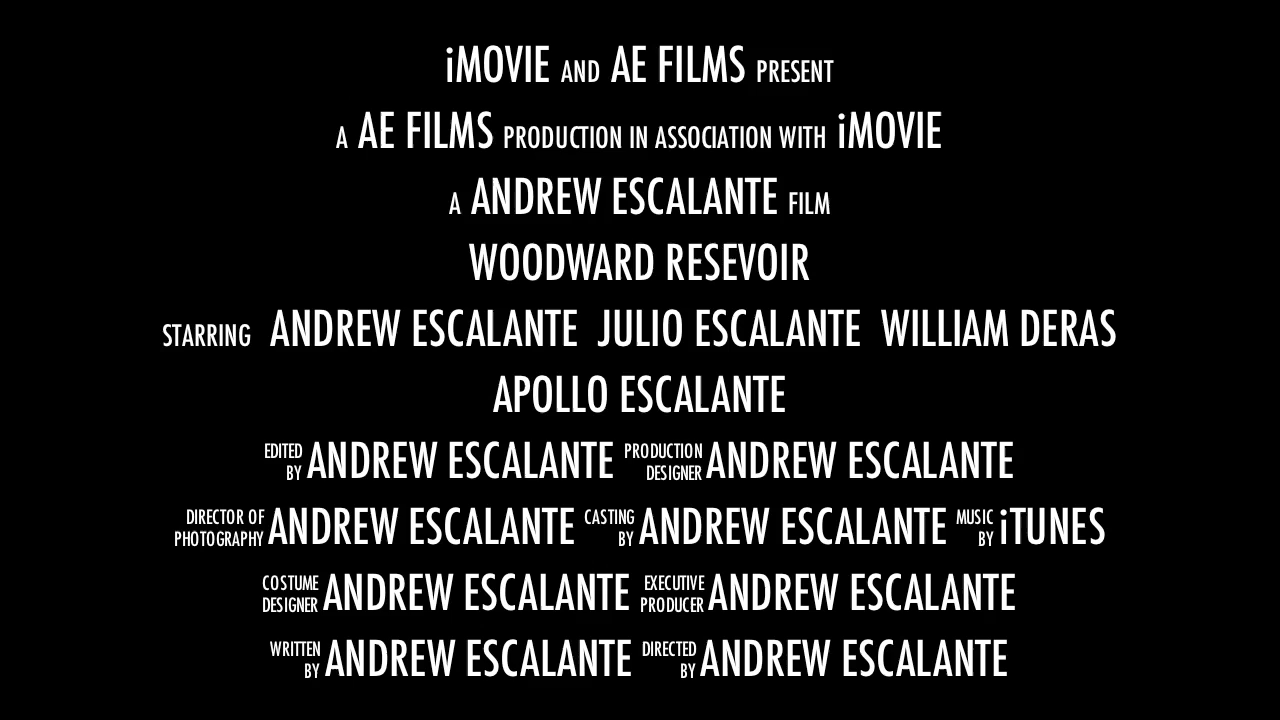 iMOVIE AND AE FILMS PRESENT
A AE FILMS PRODUCTION IN ASSOCIATION WITH iMOVIE
A ANDREW ESCALANTE FILM
WOODWARD RESEVOIR
STARRING ANDREW ESCALANTE JULIO ESCALANTE WILLIAM DERAS
APOLLO ESCALANTE
EDITED BY ANDREW ESCALANTE PRODUCTION DESIGNER ANDREW ESCALANTE
DIRECTOR OF PHOTOGRAPHY ANDREW ESCALANTE CASTING BY ANDREW ESCALANTE MUSIC BY iTUNES
COSTUME DESIGNER ANDREW ESCALANTE EXECUTIVE PRODUCER ANDREW ESCALANTE
WRITTEN BY ANDREW ESCALANTE DIRECTED BY ANDREW ESCALANTE